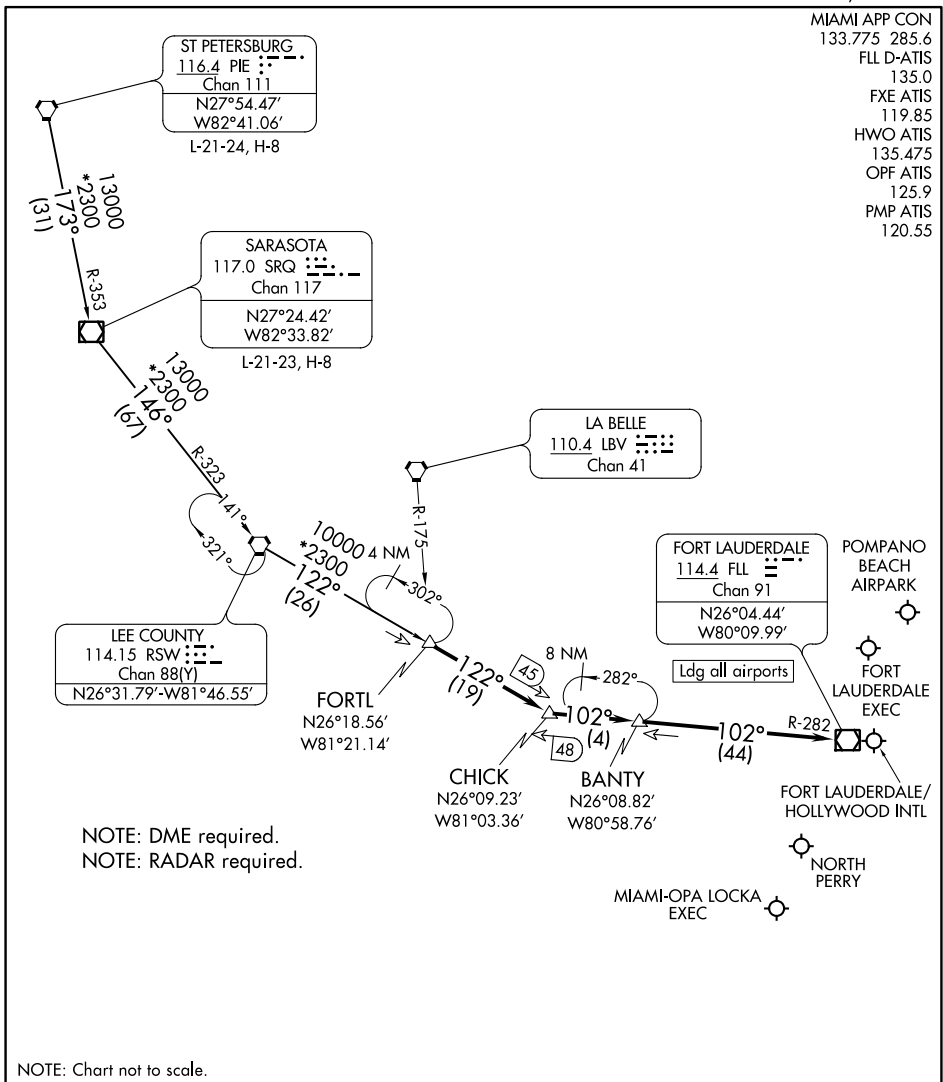 MIAMI APP CON
133.775 285.6
FLL D-ATIS
135.0
FXE ATIS
119.85
HWO ATIS
135.475
OPF ATIS
125.9
PMP ATIS
120.55
ST PETERSBURG
116.4 PIE
Chan 111
N27°54.47′
W82°41.06′
L-21-24, H-8
13000
*2300
173°
(31)
R-353
SARASOTA
117.0 SRQ
Chan 117
N27°24.42′
W82°33.82′
L-21-23, H-8
13000
*2300
146°
(67)
R-323
141°
321°
LEE COUNTY
114.15 RSW
Chan 88(Y)
N26°31.79′-W81°46.55′
LA BELLE
110.4 LBV
Chan 41
R-175
10000
*2300
122°
(26)
4 NM
302°
FORTL
N26°18.56′
W81°21.14′
122°
(19)
45
8 NM
282°
102°
(4)
48
CHICK
N26°09.23′
W81°03.36′
BANTY
N26°08.82′
W80°58.76′
102°
(44)
R-282
FORT LAUDERDALE
114.4 FLL
Chan 91
N26°04.44′
W80°09.99′
Ldg all airports
POMPANO
BEACH
AIRPARK
FORT
LAUDERDALE
EXEC
FORT LAUDERDALE/
HOLLYWOOD INTL
NORTH
PERRY
MIAMI-OPA LOCKA
EXEC
NOTE: DME required.
NOTE: RADAR required.
NOTE: Chart not to scale.